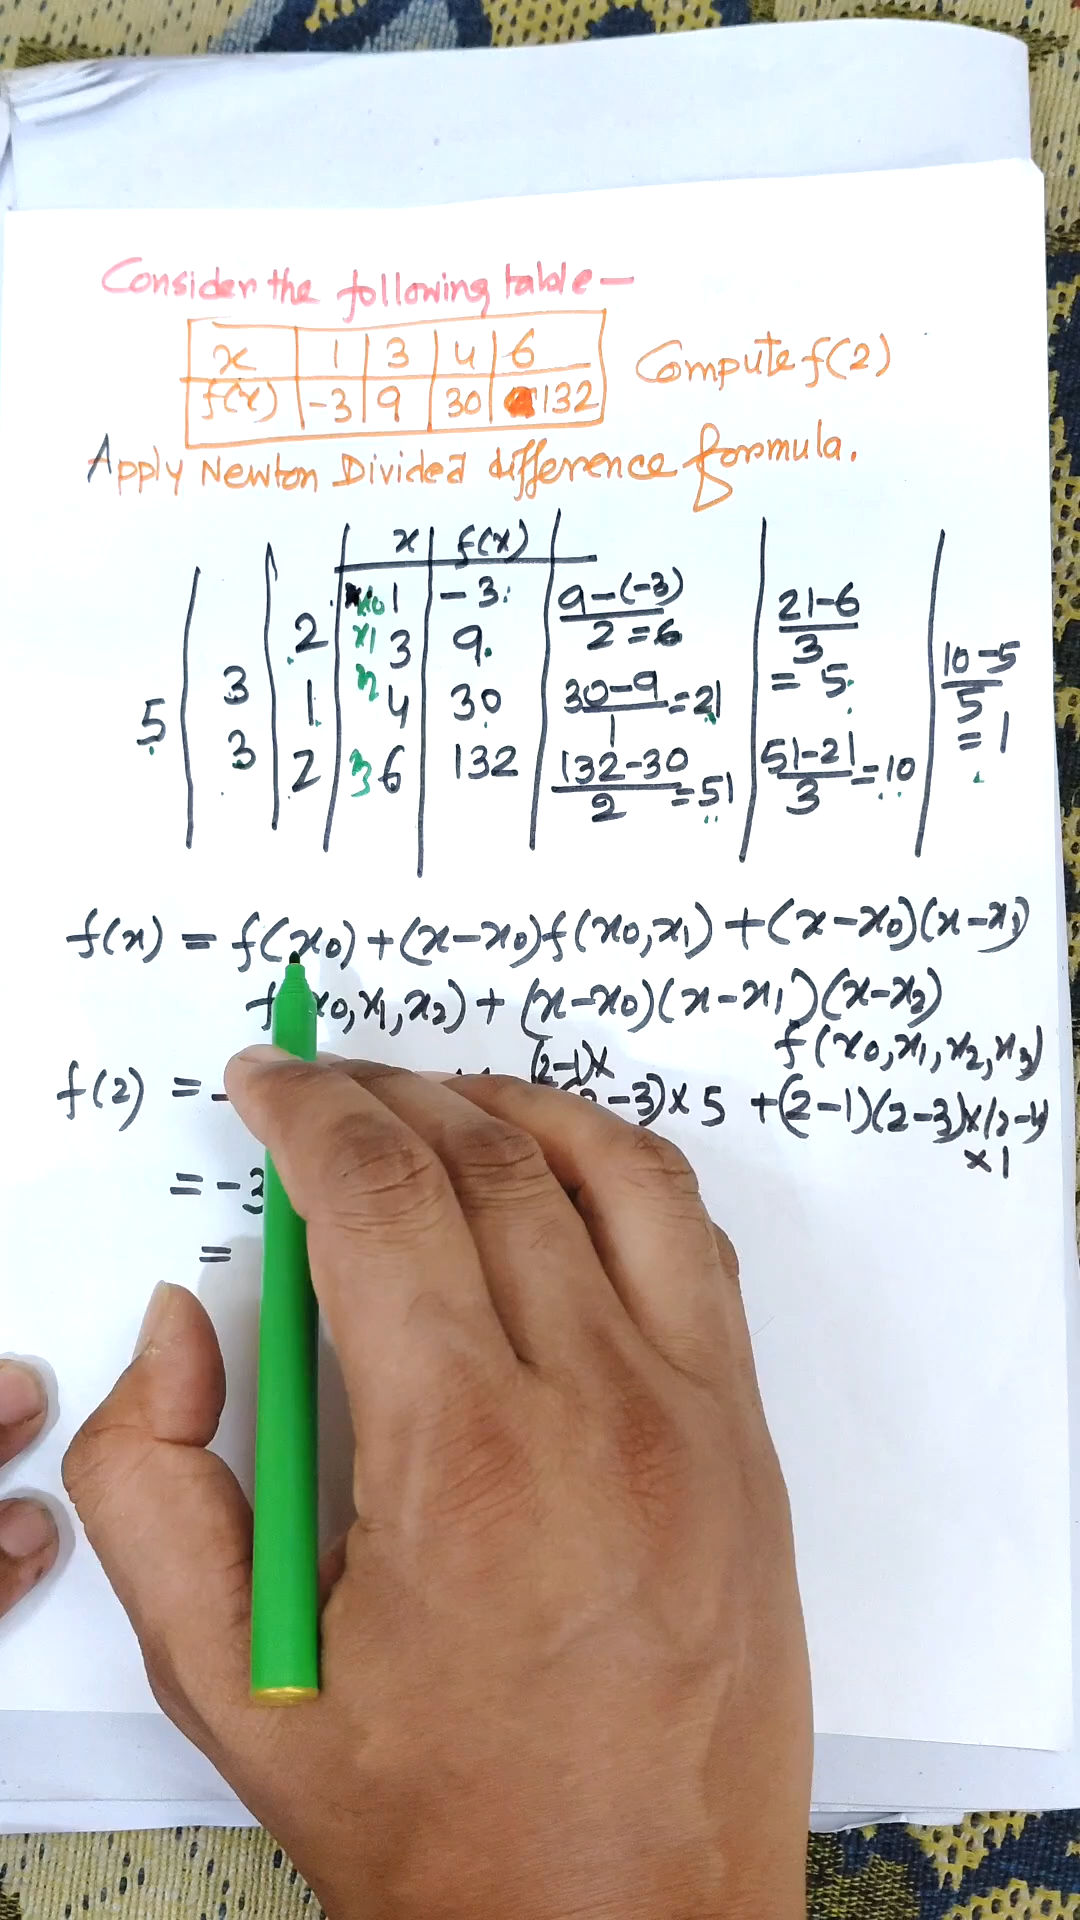 Consider the following table—
x | 1 | 3 | 4 | 6
f(x) | -3 | 9 | 30 | 132
Compute f(2)
Apply Newton Divided difference formula.
x | f(x)
x0 1 | -3
2 | x1 3 | 9 | 9-(-3)/2 = 6 | 21-6/3 = 5
5 | 3 | 1 | 4 | 30 | 30-9/1 = 21 | 10-5/5 = 1
3 | 2 | 3 6 | 132 | 132-30/2 = 51 | 51-21/3 = 10
f(x) = f(x0) + (x-x0) f(x0,x1) + (x-x0)(x-x1)
x0,x1,x2) + (x-x0)(x-x1)(x-x2)
f(x0,x1,x2,x3)
f(2) = - (2-1)× -3)×5 + (2-1)(2-3)×(2-4)
×1
= -3
=